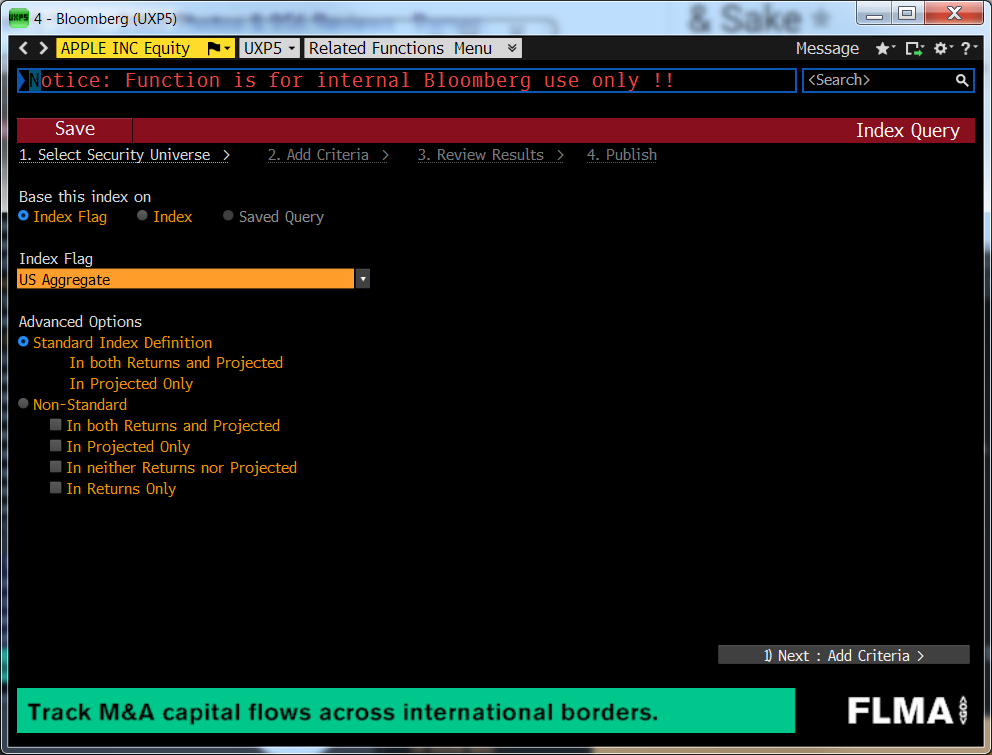 4 - Bloomberg (UXP5)
& Sake
APPLE INC Equity UXP5 Related Functions Menu Message ?
Notice: Function is for internal Bloomberg use only !! <Search>
Save Index Query
1. Select Security Universe > 2. Add Criteria > 3. Review Results > 4. Publish
Base this index on
Index Flag Index Saved Query
Index Flag
US Aggregate
Advanced Options
Standard Index Definition
In both Returns and Projected
In Projected Only
Non-Standard
In both Returns and Projected
In Projected Only
In neither Returns nor Projected
In Returns Only
1) Next : Add Criteria >
Track M&A capital flows across international borders. FLMA